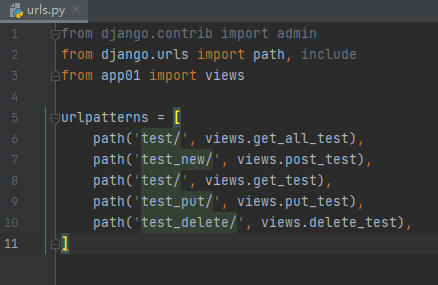 urls.py
1 from django.contrib import admin
2 from django.urls import path, include
3 from app01 import views
4
5 urlpatterns = [
6 path('test/', views.get_all_test),
7 path('test_new/', views.post_test),
8 path('test/', views.get_test),
9 path('test_put/', views.put_test),
10 path('test_delete/', views.delete_test),
11 ]